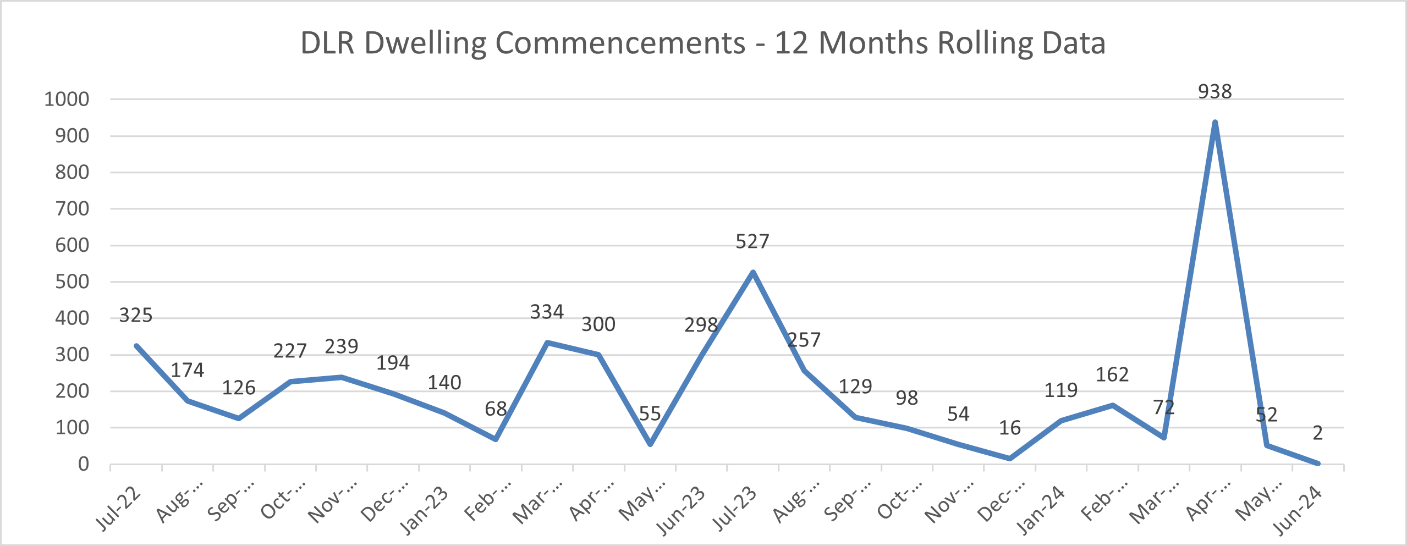 DLR Dwelling Commencements - 12 Months Rolling Data
1000
900
800
700
600
500
400
300
200
100
0
325
174
126
227
239
194
140
68
334
300
55
298
527
257
129
98
54
16
119
162
72
938
52
2
Jul-22
Aug-...
Sep-...
Oct-...
Nov-...
Dec-...
Jan-23
Feb-...
Mar-...
Apr-...
May...
Jun-23
Jul-23
Aug-...
Sep-...
Oct-...
Nov-...
Dec-...
Jan-24
Feb-...
Mar-...
Apr-...
May...
Jun-24